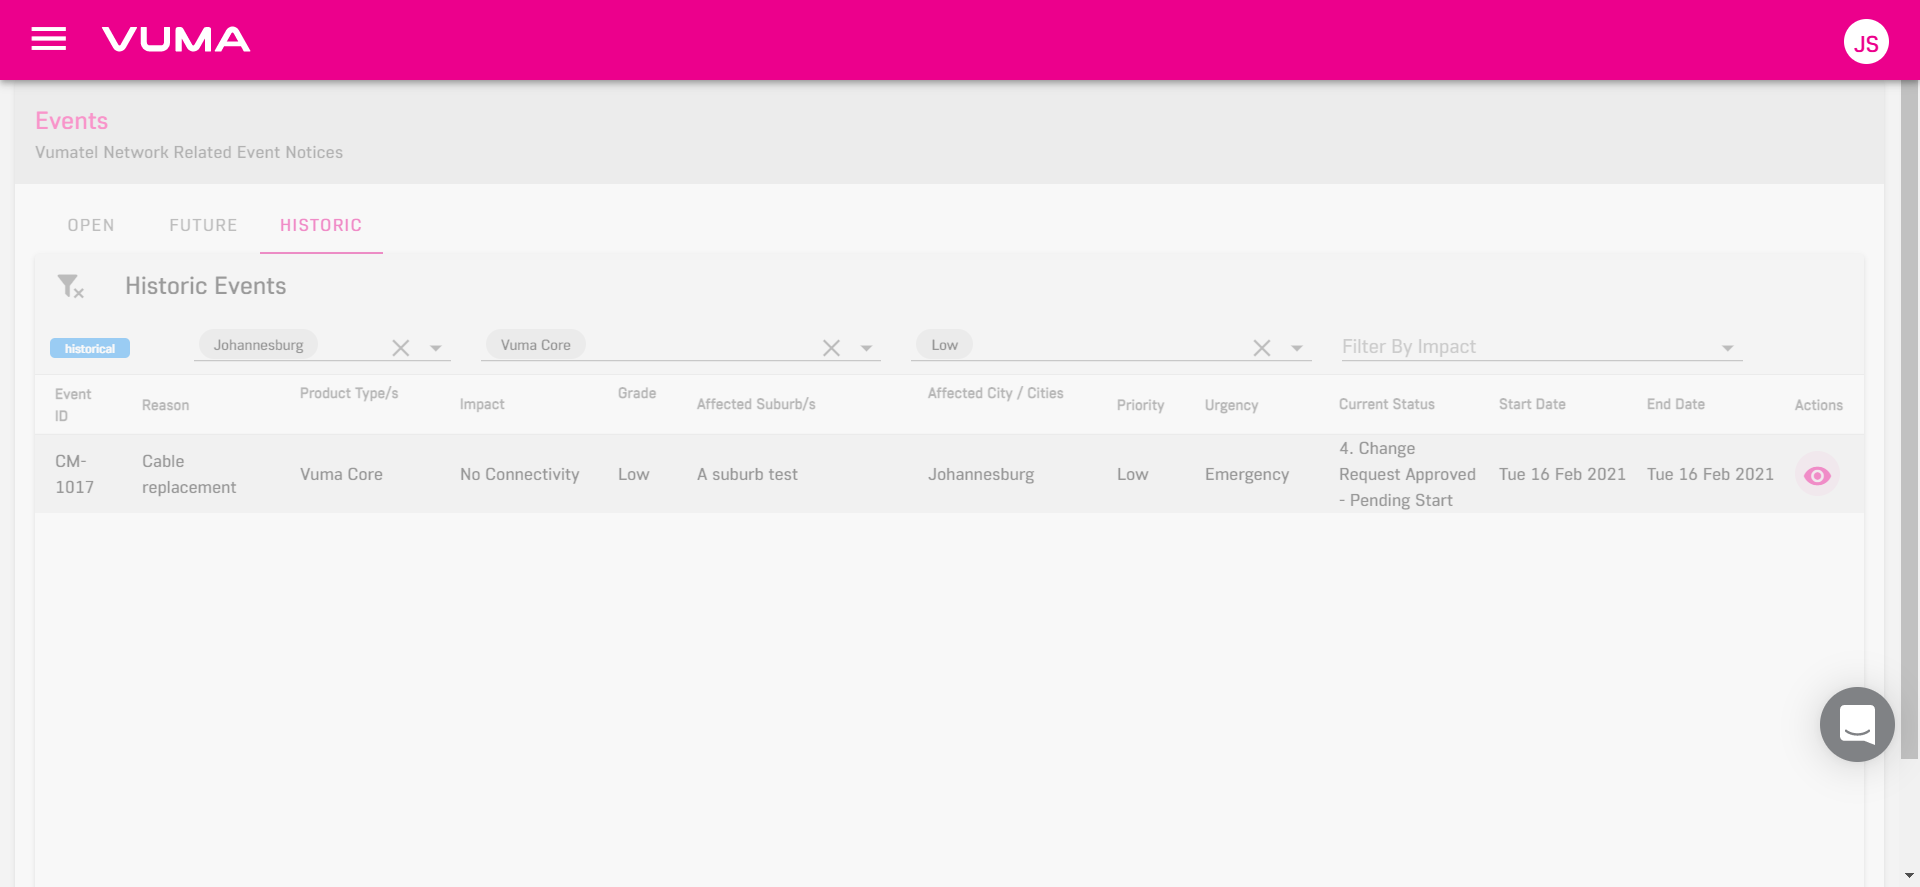 VUMA
JS
Events
Vumatel Network Related Event Notices
OPEN FUTURE HISTORIC
Historic Events
historical Johannesburg Vuma Core Low Filter By Impact
Event ID Reason Product Type/s Impact Grade Affected Suburb/s Affected City / Cities Priority Urgency Current Status Start Date End Date Actions
CM-1017 Cable replacement Vuma Core No Connectivity Low A suburb test Johannesburg Low Emergency 4. Change Request Approved - Pending Start Tue 16 Feb 2021 Tue 16 Feb 2021